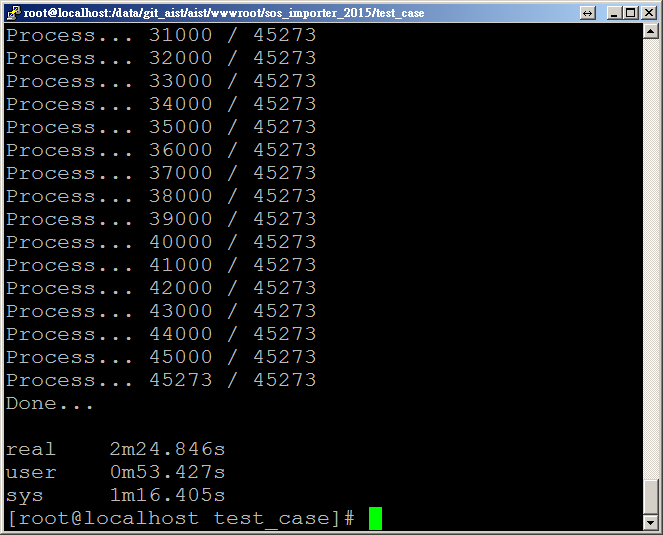 root@localhost:/data/git_aist/aist/wwwroot/sos_importer_2015/test_case
Process... 31000 / 45273
Process... 32000 / 45273
Process... 33000 / 45273
Process... 34000 / 45273
Process... 35000 / 45273
Process... 36000 / 45273
Process... 37000 / 45273
Process... 38000 / 45273
Process... 39000 / 45273
Process... 40000 / 45273
Process... 41000 / 45273
Process... 42000 / 45273
Process... 43000 / 45273
Process... 44000 / 45273
Process... 45000 / 45273
Process... 45273 / 45273
Done...
real 2m24.846s
user 0m53.427s
sys 1m16.405s
[root@localhost test_case]#